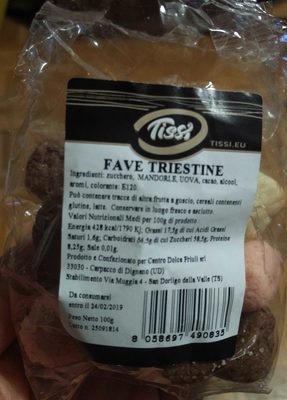 Tissi
TISSI.EU
FAVE TRIESTINE
Ingredienti: zucchero, MANDORLE, UOVA, cacao, alcool,
aromi, colorante: E120.
Può contenere tracce di altra frutta a guscio, cereali contenenti
glutine, latte. Conservare in luogo fresco e asciutto.
Valori Nutrizionali Medi per 100g di prodotto
Energia 428 kcal/1790 KJ, Grassi 17,5g di cui Acidi Grassi
Saturi 1,6g, Carboidrati 56,5g di cui Zuccheri 58,5g, Proteine
8,25g, Sale 0,01g.
Prodotto e Confezionato per Centro Dolce Friuli srl
33030 - Carpacco di Dignano (UD)
Stabilimento Via Muggia 4 - San Dorligo della Valle (TS)
Da consumarsi
entro il 24/02/2019
Peso Netto 100g
Lotto n. 25091814
8 058697 490835